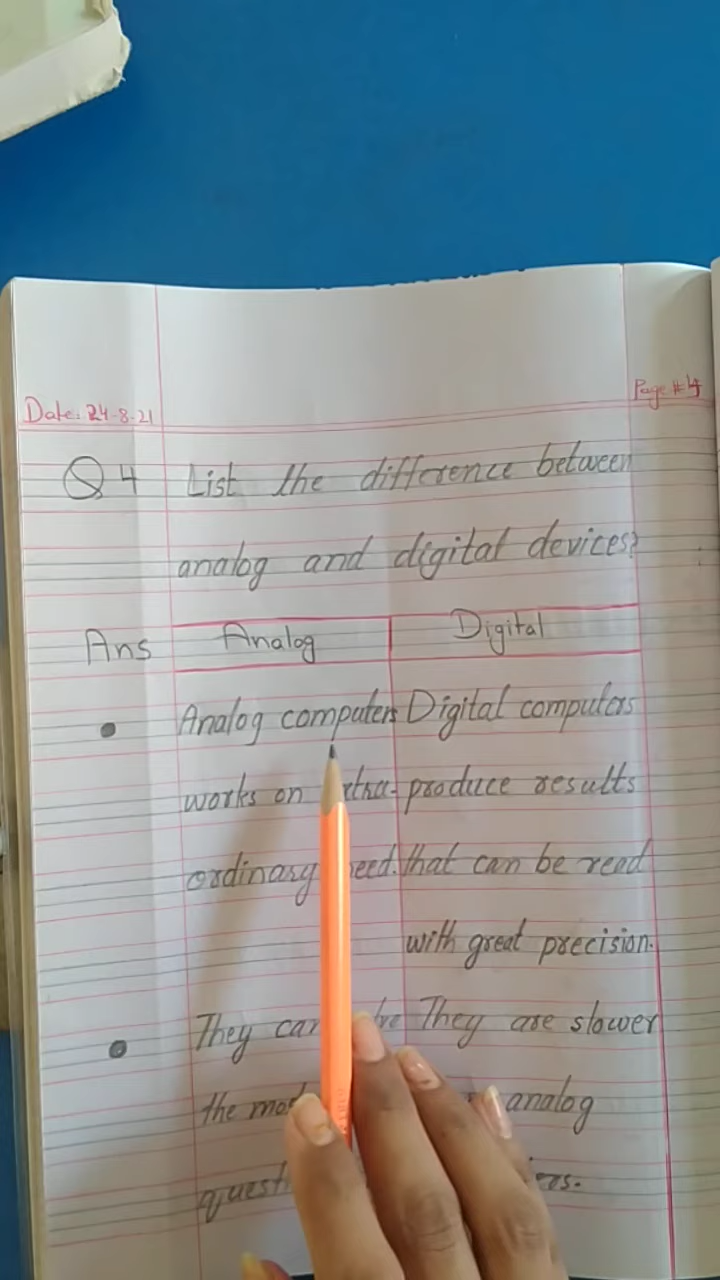 Date: 24-8-21
Page # 4
Q 4 List the difference between
analog and digital devices?
Ans Analog Digital
• Analog computers Digital computors
works on produce results
ordinary that can be read
with great precision.
• They can They are slower
the analog